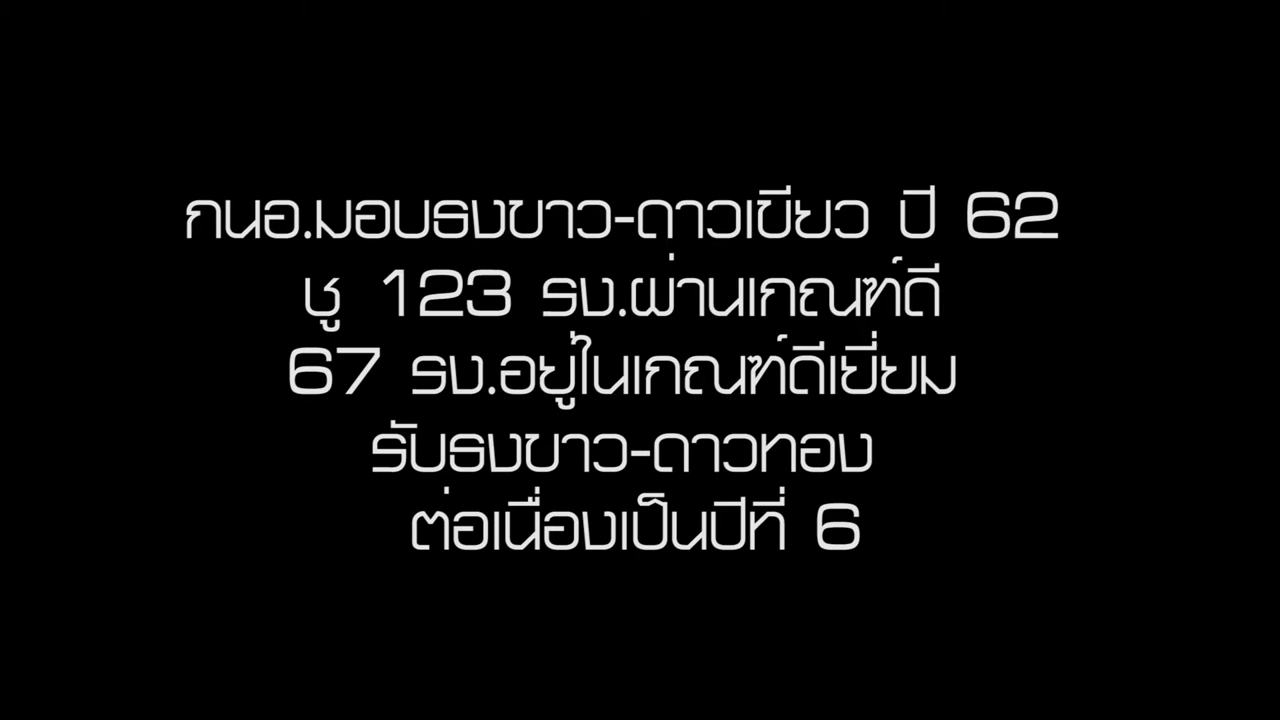 กนอ.มอบธงขาว-ดาวเขียว ปี 62
ชู 123 รง.ผ่านเกณฑ์ดี
67 รง.อยู่ในเกณฑ์ดีเยี่ยม
รับธงขาว-ดาวทอง
ต่อเนื่องเป็นปีที่ 6